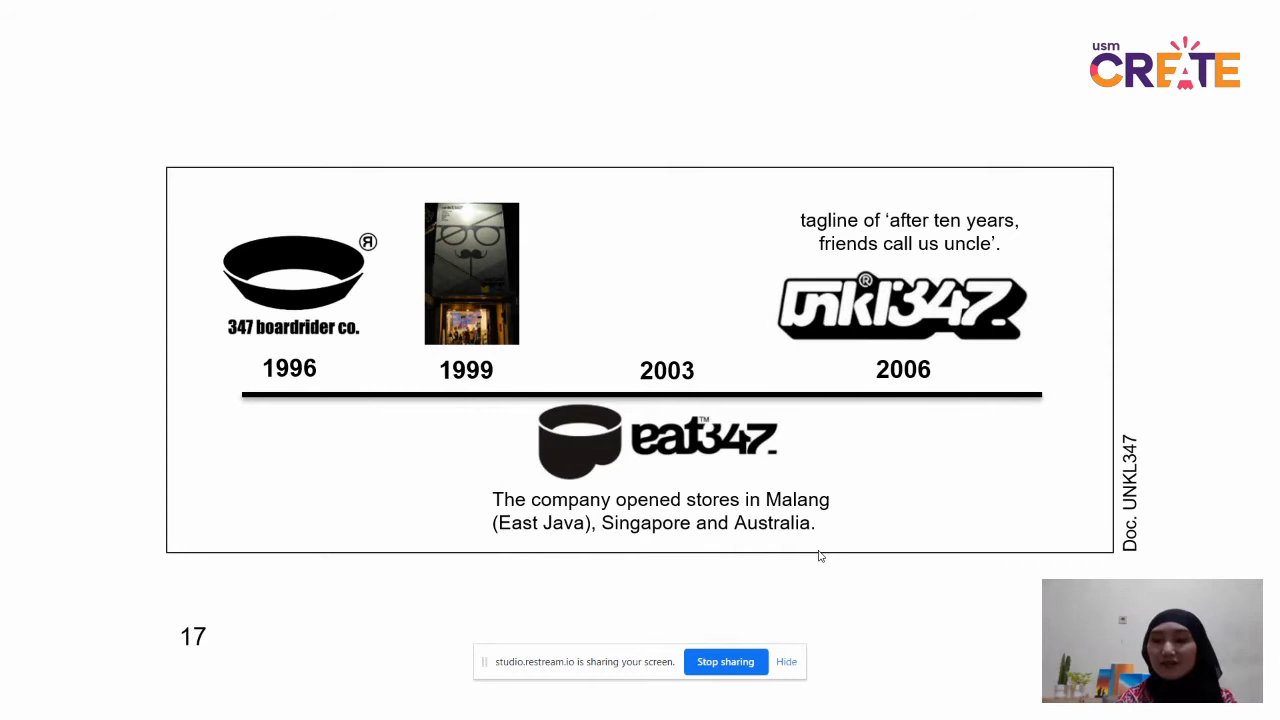 usm
CREATE
tagline of ‘after ten years,
friends call us uncle’.
®
347 boardrider co.
unkl347.
®
1996
1999
2003
2006
eat347.
™
The company opened stores in Malang
(East Java), Singapore and Australia.
Doc. UNKL347
17
studio.restream.io is sharing your screen.
Stop sharing
Hide